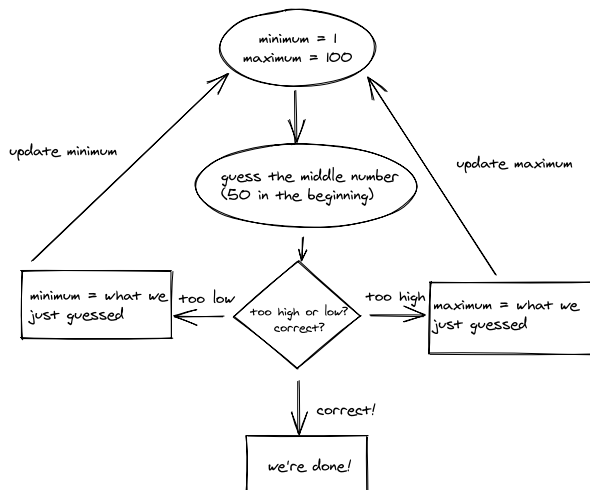 minimum = 1
maximum = 100
update minimum
update maximum
guess the middle number
(50 in the beginning)
minimum = what we
just guessed
too low
too high or low?
correct?
too high
maximum = what we
just guessed
correct!
we're done!